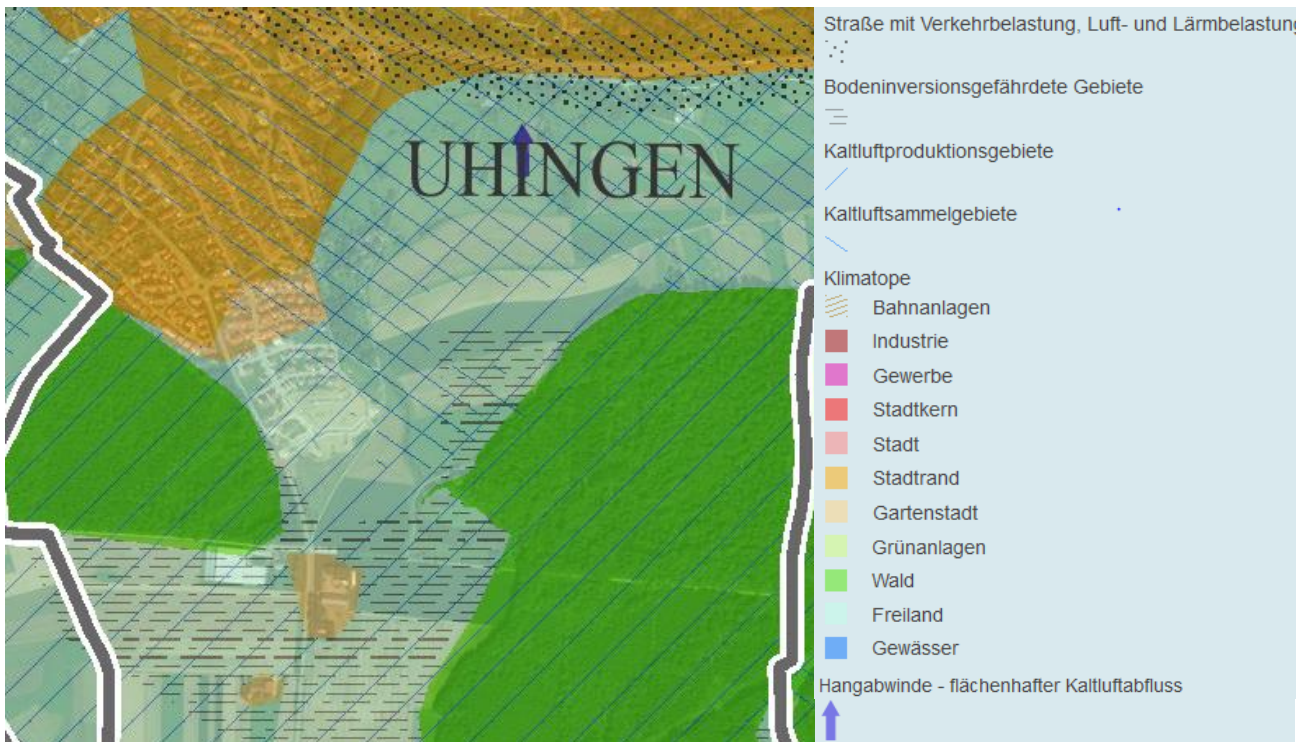 UHINGEN
Straße mit Verkehrbelastung, Luft- und Lärmbelastung
Bodeninversionsgefährdete Gebiete
Kaltluftproduktionsgebiete
Kaltluftsammelgebiete
Klimatope
Bahnanlagen
Industrie
Gewerbe
Stadtkern
Stadt
Stadtrand
Gartenstadt
Grünanlagen
Wald
Freiland
Gewässer
Hangabwinde - flächenhafter Kaltluftabfluss